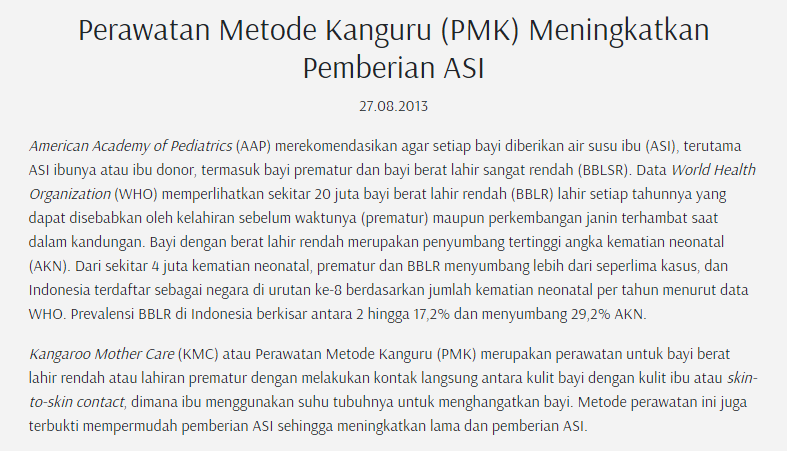 Perawatan Metode Kanguru (PMK) Meningkatkan
Pemberian ASI
27.08.2013
American Academy of Pediatrics (AAP) merekomendasikan agar setiap bayi diberikan air susu ibu (ASI), terutama
ASI ibunya atau ibu donor, termasuk bayi prematur dan bayi berat lahir sangat rendah (BBLSR). Data World Health
Organization (WHO) memperlihatkan sekitar 20 juta bayi berat lahir rendah (BBLR) lahir setiap tahunnya yang
dapat disebabkan oleh kelahiran sebelum waktunya (prematur) maupun perkembangan janin terhambat saat
dalam kandungan. Bayi dengan berat lahir rendah merupakan penyumbang tertinggi angka kematian neonatal
(AKN). Dari sekitar 4 juta kematian neonatal, prematur dan BBLR menyumbang lebih dari seperlima kasus, dan
Indonesia terdaftar sebagai negara di urutan ke-8 berdasarkan jumlah kematian neonatal per tahun menurut data
WHO. Prevalensi BBLR di Indonesia berkisar antara 2 hingga 17,2% dan menyumbang 29,2% AKN.
Kangaroo Mother Care (KMC) atau Perawatan Metode Kanguru (PMK) merupakan perawatan untuk bayi berat
lahir rendah atau lahiran prematur dengan melakukan kontak langsung antara kulit bayi dengan kulit ibu atau skin-
to-skin contact, dimana ibu menggunakan suhu tubuhnya untuk menghangatkan bayi. Metode perawatan ini juga
terbukti mempermudah pemberian ASI sehingga meningkatkan lama dan pemberian ASI.